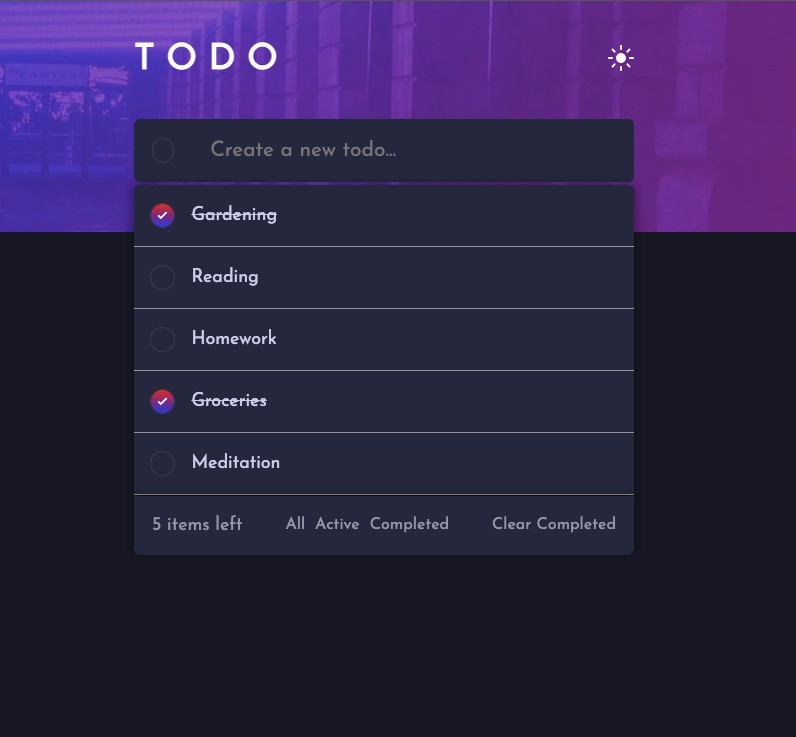 TODO
Create a new todo...
Gardening
Reading
Homework
Groceries
Meditation
5 items left All Active Completed Clear Completed